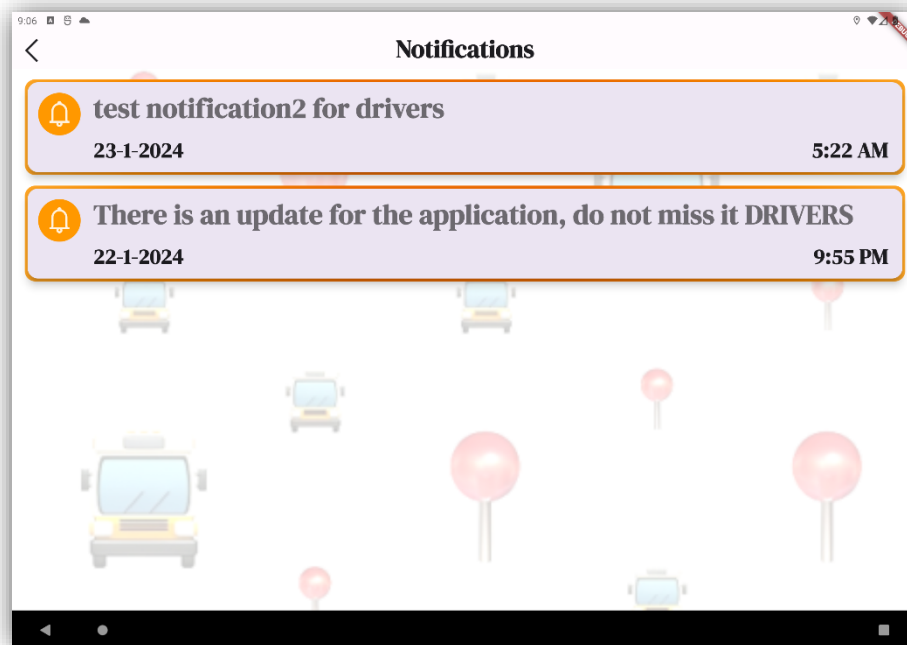 9:06
Notifications
test notification2 for drivers
23-1-2024
5:22 AM
There is an update for the application, do not miss it DRIVERS
22-1-2024
9:55 PM